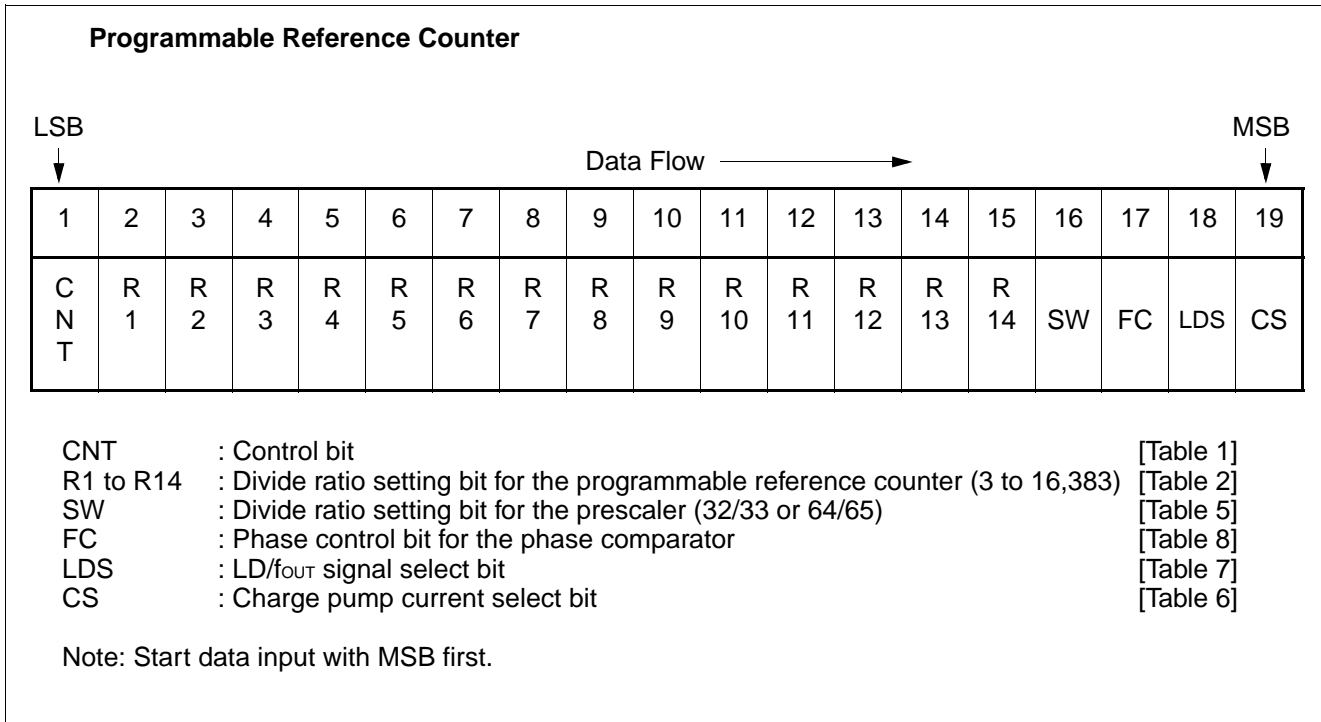 Programmable Reference Counter
LSB MSB
Data Flow
1 2 3 4 5 6 7 8 9 10 11 12 13 14 15 16 17 18 19
CNT R1 R2 R3 R4 R5 R6 R7 R8 R9 R10 R11 R12 R13 R14 SW FC LDS CS
CNT : Control bit [Table 1]
R1 to R14 : Divide ratio setting bit for the programmable reference counter (3 to 16,383) [Table 2]
SW : Divide ratio setting bit for the prescaler (32/33 or 64/65) [Table 5]
FC : Phase control bit for the phase comparator [Table 8]
LDS : LD/fOUT signal select bit [Table 7]
CS : Charge pump current select bit [Table 6]
Note: Start data input with MSB first.